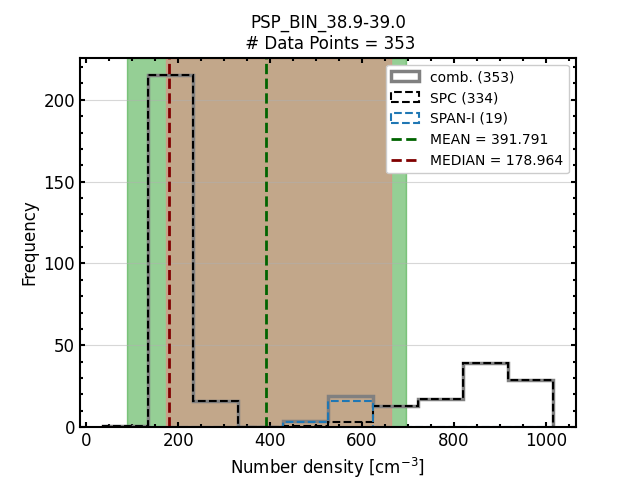 PSP_BIN_38.9-39.0
# Data Points = 353
comb. (353)
SPC (334)
SPAN-I (19)
MEAN = 391.791
MEDIAN = 178.964
Frequency
200
150
100
50
0
0 200 400 600 800 1000
Number density [cm⁻³]